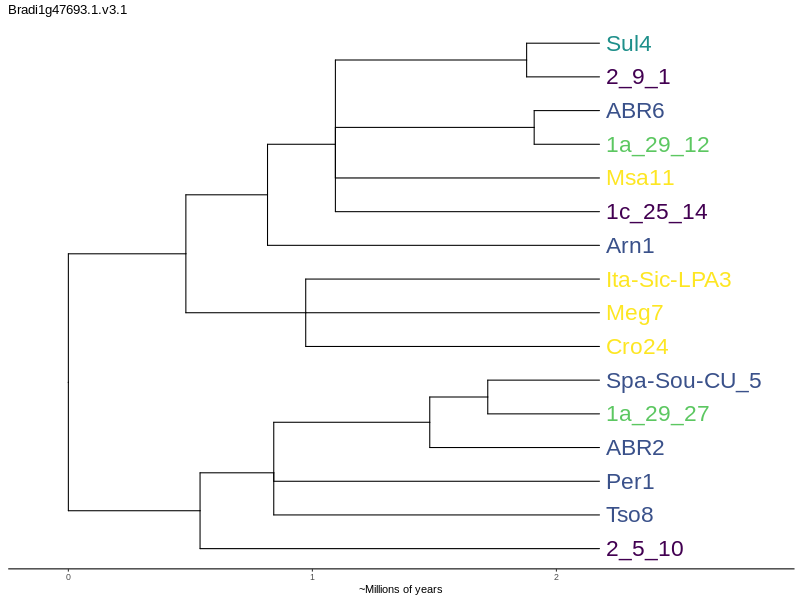 Bradi1g47693.1.v3.1
Sul4
2_9_1
ABR6
1a_29_12
Msa11
1c_25_14
Arn1
Ita-Sic-LPA3
Meg7
Cro24
Spa-Sou-CU_5
1a_29_27
ABR2
Per1
Tso8
2_5_10
0 1 2
~Millions of years